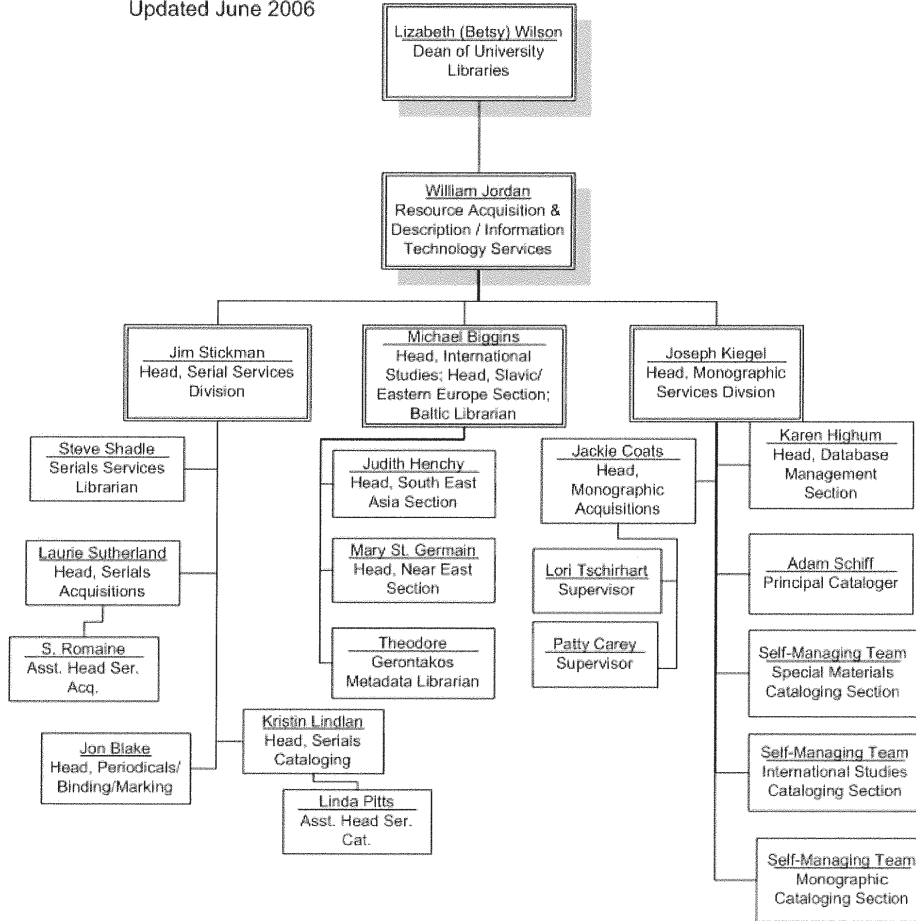 Updated June 2006
Lizabeth (Betsy) Wilson
Dean of University
Libraries
William Jordan
Resource Acquisition &
Description / Information
Technology Services
Jim Stickman
Head, Serial Services
Division
Michael Biggins
Head, International
Studies; Head, Slavic/
Eastern Europe Section;
Baltic Librarian
Joseph Kiegel
Head, Monographic
Services Divsion
Steve Shadle
Serials Services
Librarian
Laurie Sutherland
Head, Serials
Acquisitions
S. Romaine
Asst. Head Ser.
Acq.
Jon Blake
Head, Periodicals/
Binding/Marking
Kristin Lindlan
Head, Serials
Cataloging
Linda Pitts
Asst. Head Ser.
Cat.
Judith Henchy
Head, South East
Asia Section
Mary St. Germain
Head, Near East
Section
Theodore
Gerontakos
Metadata Librarian
Jackie Coats
Head,
Monographic
Acquisitions
Lori Tschirhart
Supervisor
Patty Carey
Supervisor
Karen Highum
Head, Database
Management
Section
Adam Schiff
Principal Cataloger
Self-Managing Team
Special Materials
Cataloging Section
Self-Managing Team
International Studies
Cataloging Section
Self-Managing Team
Monographic
Cataloging Section